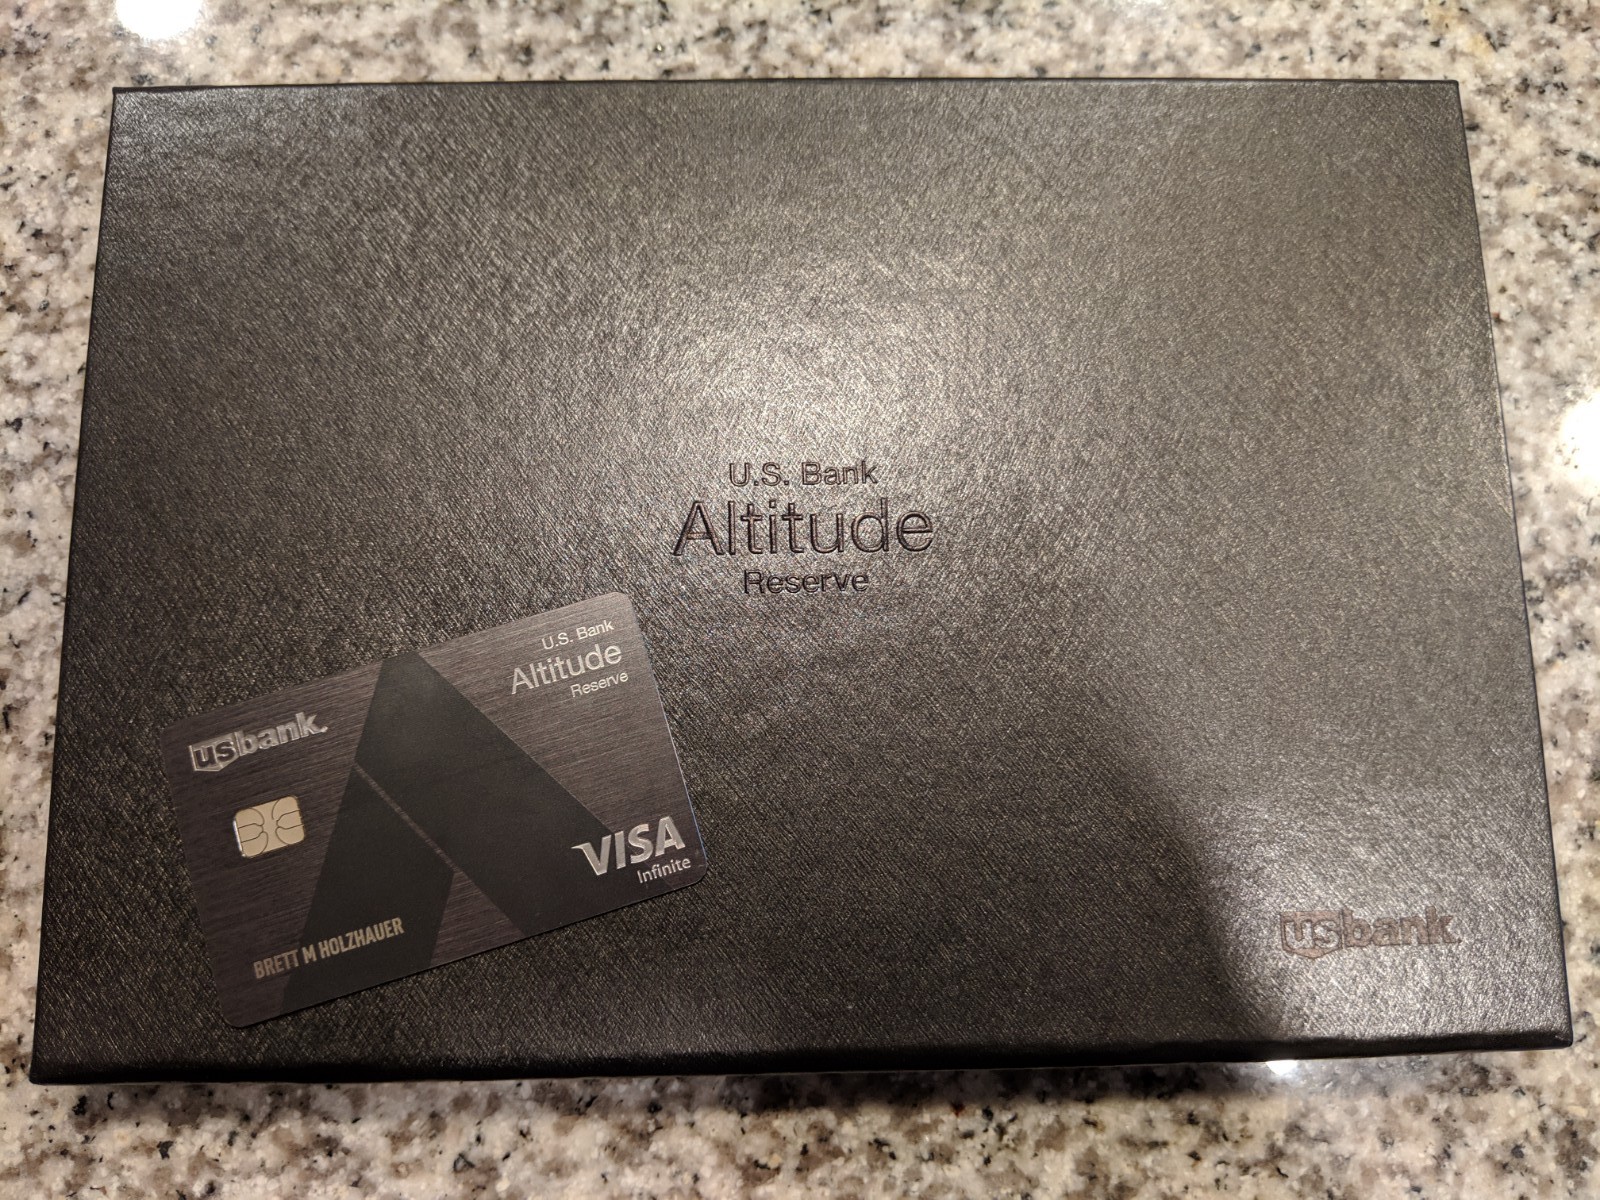 U.S. Bank
Altitude
Reserve
U.S. Bank
Altitude
Reserve
usbank.
VISA
Infinite
BRETT M HOLZHAUER
usbank.